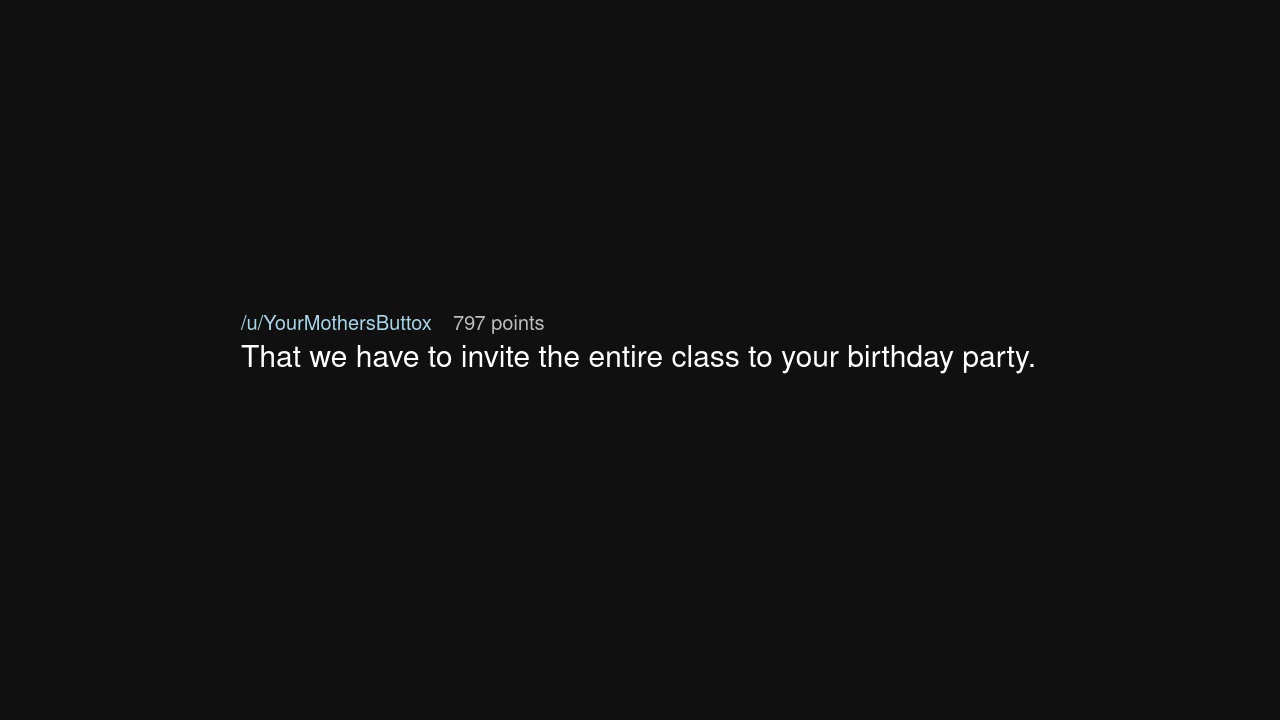 /u/YourMothersButtox 797 points
That we have to invite the entire class to your birthday party.